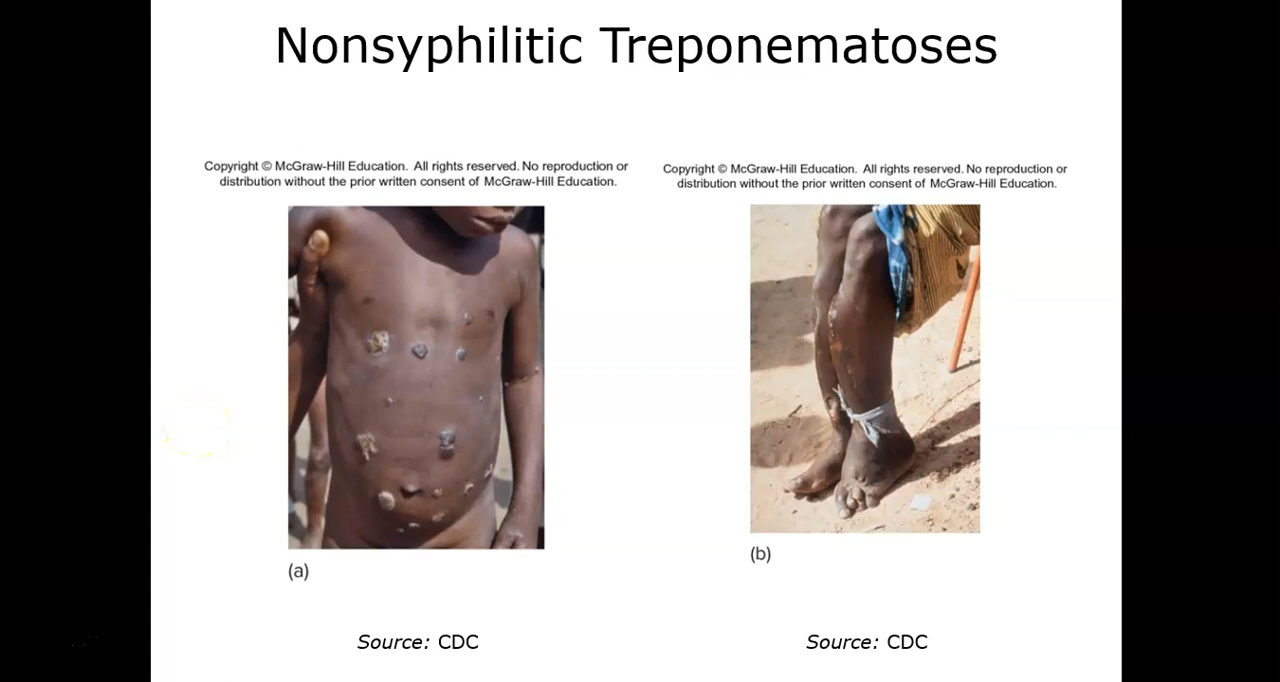 Nonsyphilitic Treponematoses
Copyright © McGraw-Hill Education. All rights reserved. No reproduction or
distribution without the prior written consent of McGraw-Hill Education.
Copyright © McGraw-Hill Education. All rights reserved. No reproduction or
distribution without the prior written consent of McGraw-Hill Education.
(a)
(b)
Source: CDC
Source: CDC